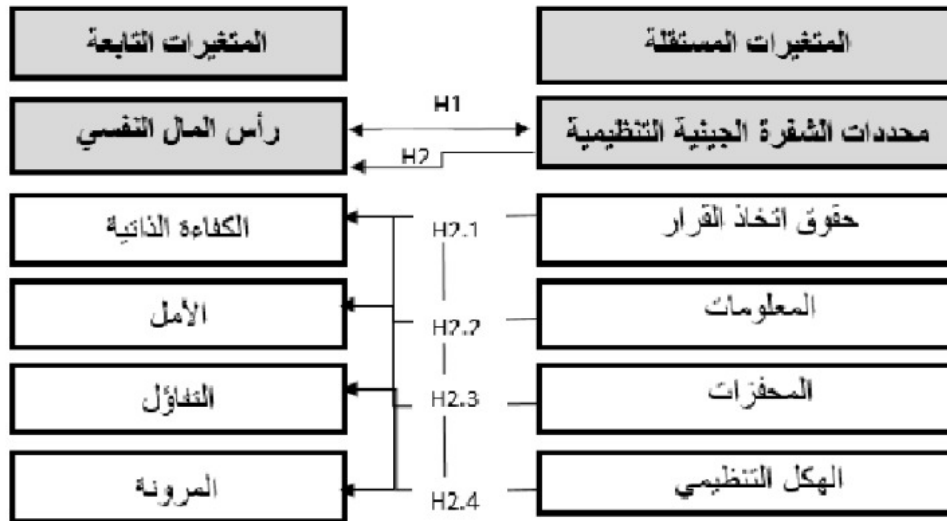 المتغيرات المستقلة
المتغيرات التابعة
محددات الشفرة الجينية التنظيمية
H1
رأس المال النفسي
H2
حقوق اتخاذ القرار
H2.1
الكفاءة الذاتية
المعلومات
H2.2
الأمل
المحفزات
H2.3
التفاؤل
الهكل التنظيمي
H2.4
المرونة